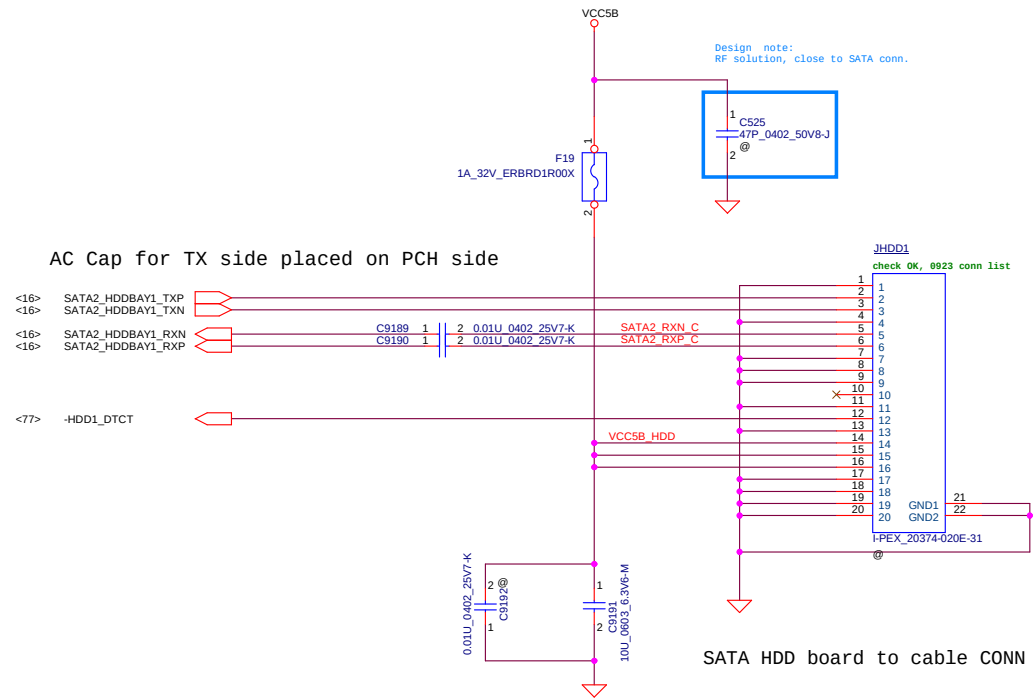 VCC5B
Design note:
RF solution, close to SATA conn.
1
C525
47P_0402_50V8-J
@
2
1
F19
1A_32V_ERBRD1R00X
2
AC Cap for TX side placed on PCH side
JHDD1
check OK, 0923 conn list
<16> SATA2_HDDBAY1_TXP
<16> SATA2_HDDBAY1_TXN
<16> SATA2_HDDBAY1_RXN C9189 1 2 0.01U_0402_25V7-K SATA2_RXN_C
<16> SATA2_HDDBAY1_RXP C9190 1 2 0.01U_0402_25V7-K SATA2_RXP_C
<77> -HDD1_DTCT
VCC5B_HDD
1 1
2 2
3 3
4 4
5 5
6 6
7 7
8 8
9 9
10 10
11 11
12 12
13 13
14 14
15 15
16 16
17 17
18 18
19 19 GND1 21
20 20 GND2 22
I-PEX_20374-020E-31
@
0.01U_0402_25V7-K
2 @
C9192
1
1
C9191
2
10U_0603_6.3V6-M
SATA HDD board to cable CONN